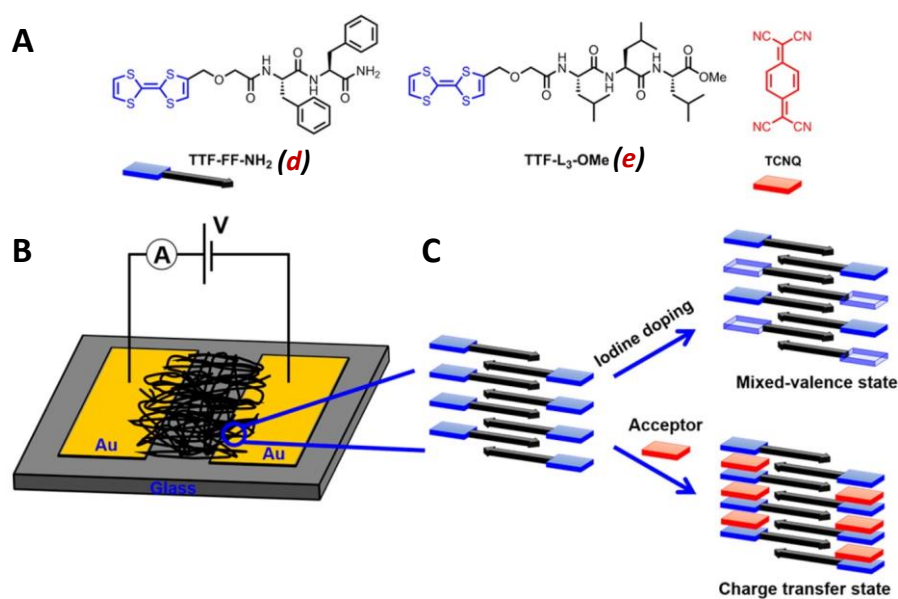 A
S
S
S
S
O
O
H
N
O
N
H
O
NH₂
TTF-FF-NH₂ (d)
S
S
S
S
O
O
H
N
O
N
H
O
H
N
OMe
O
TTF-L₃-OMe (e)
NC
CN
NC
CN
TCNQ
B
V
A
Au
Au
Glass
C
Iodine doping
Mixed-valence state
Acceptor
Charge transfer state